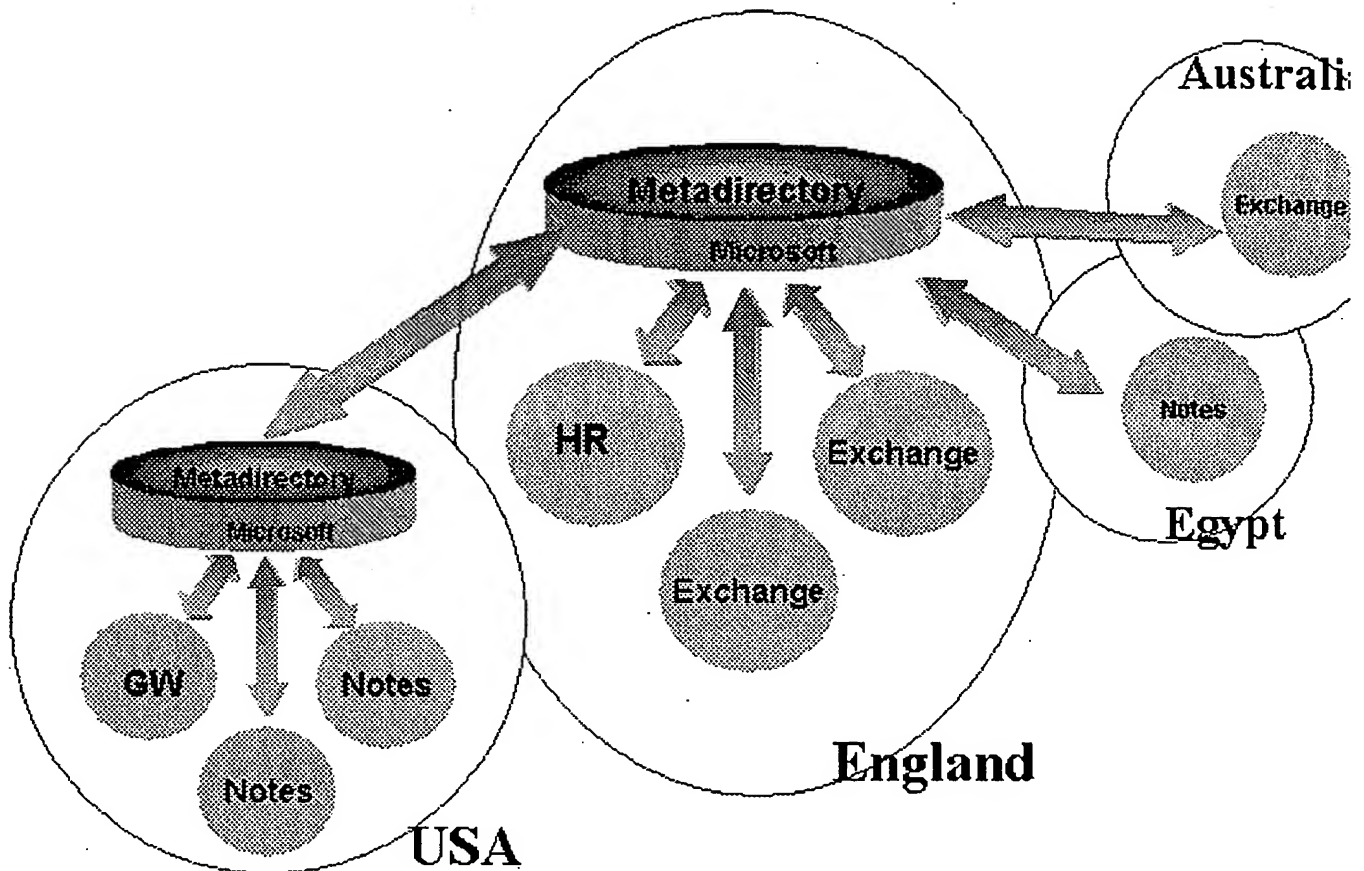 Australi
Metadirectory
Microsoft
Exchange
HR
Exchange
Notes
Exchange
Egypt
Metadirectory
Microsoft
GW
Notes
Notes
England
USA